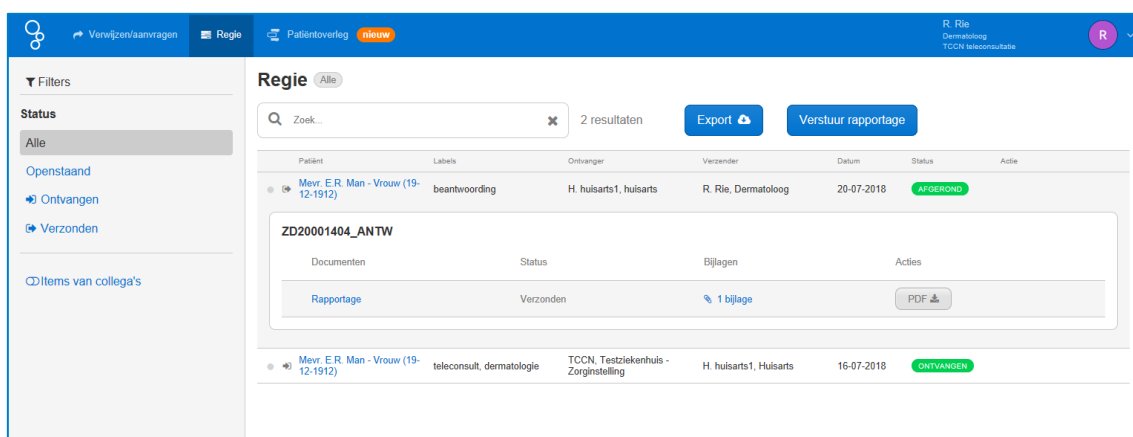 Verwijzen/aanvragen Regie Patiëntoverleg nieuw
R. Rie
Dermatoloog
TCCN teleconsultatie
R
Filters
Status
Alle
Openstaand
Ontvangen
Verzonden
Items van collega's
Regie Alle
Zoek... 2 resultaten Export Verstuur rapportage
Patiënt Labels Ontvanger Verzender Datum Status Actie
Mevr. E.R. Man - Vrouw (19-
12-1912) beantwoording H. huisarts1, huisarts R. Rie, Dermatoloog 20-07-2018 AFGEROND
ZD20001404_ANTW
Documenten Status Bijlagen Acties
Rapportage Verzonden 1 bijlage PDF
Mevr. E.R. Man - Vrouw (19-
12-1912) teleconsult, dermatologie TCCN, Testziekenhuis -
Zorginstelling H. huisarts1, Huisarts 16-07-2018 ONTVANGEN